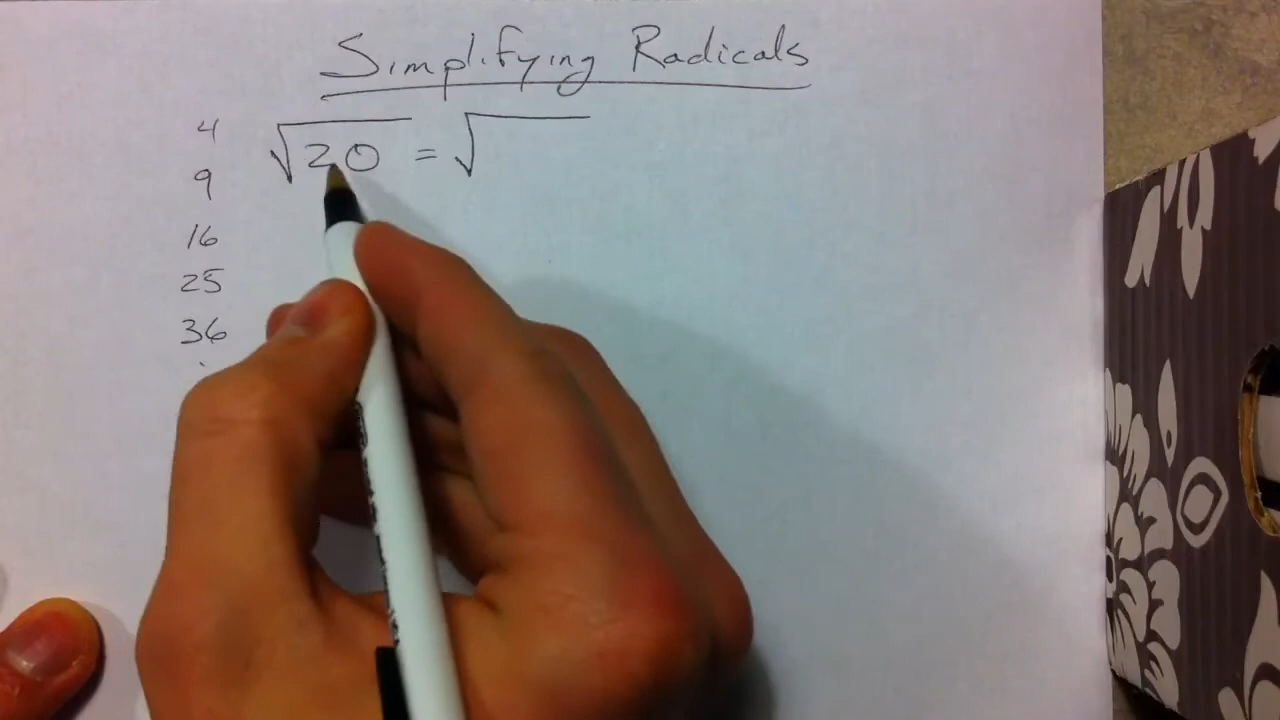 Simplifying Radicals
4
√20 = √
9
16
25
36